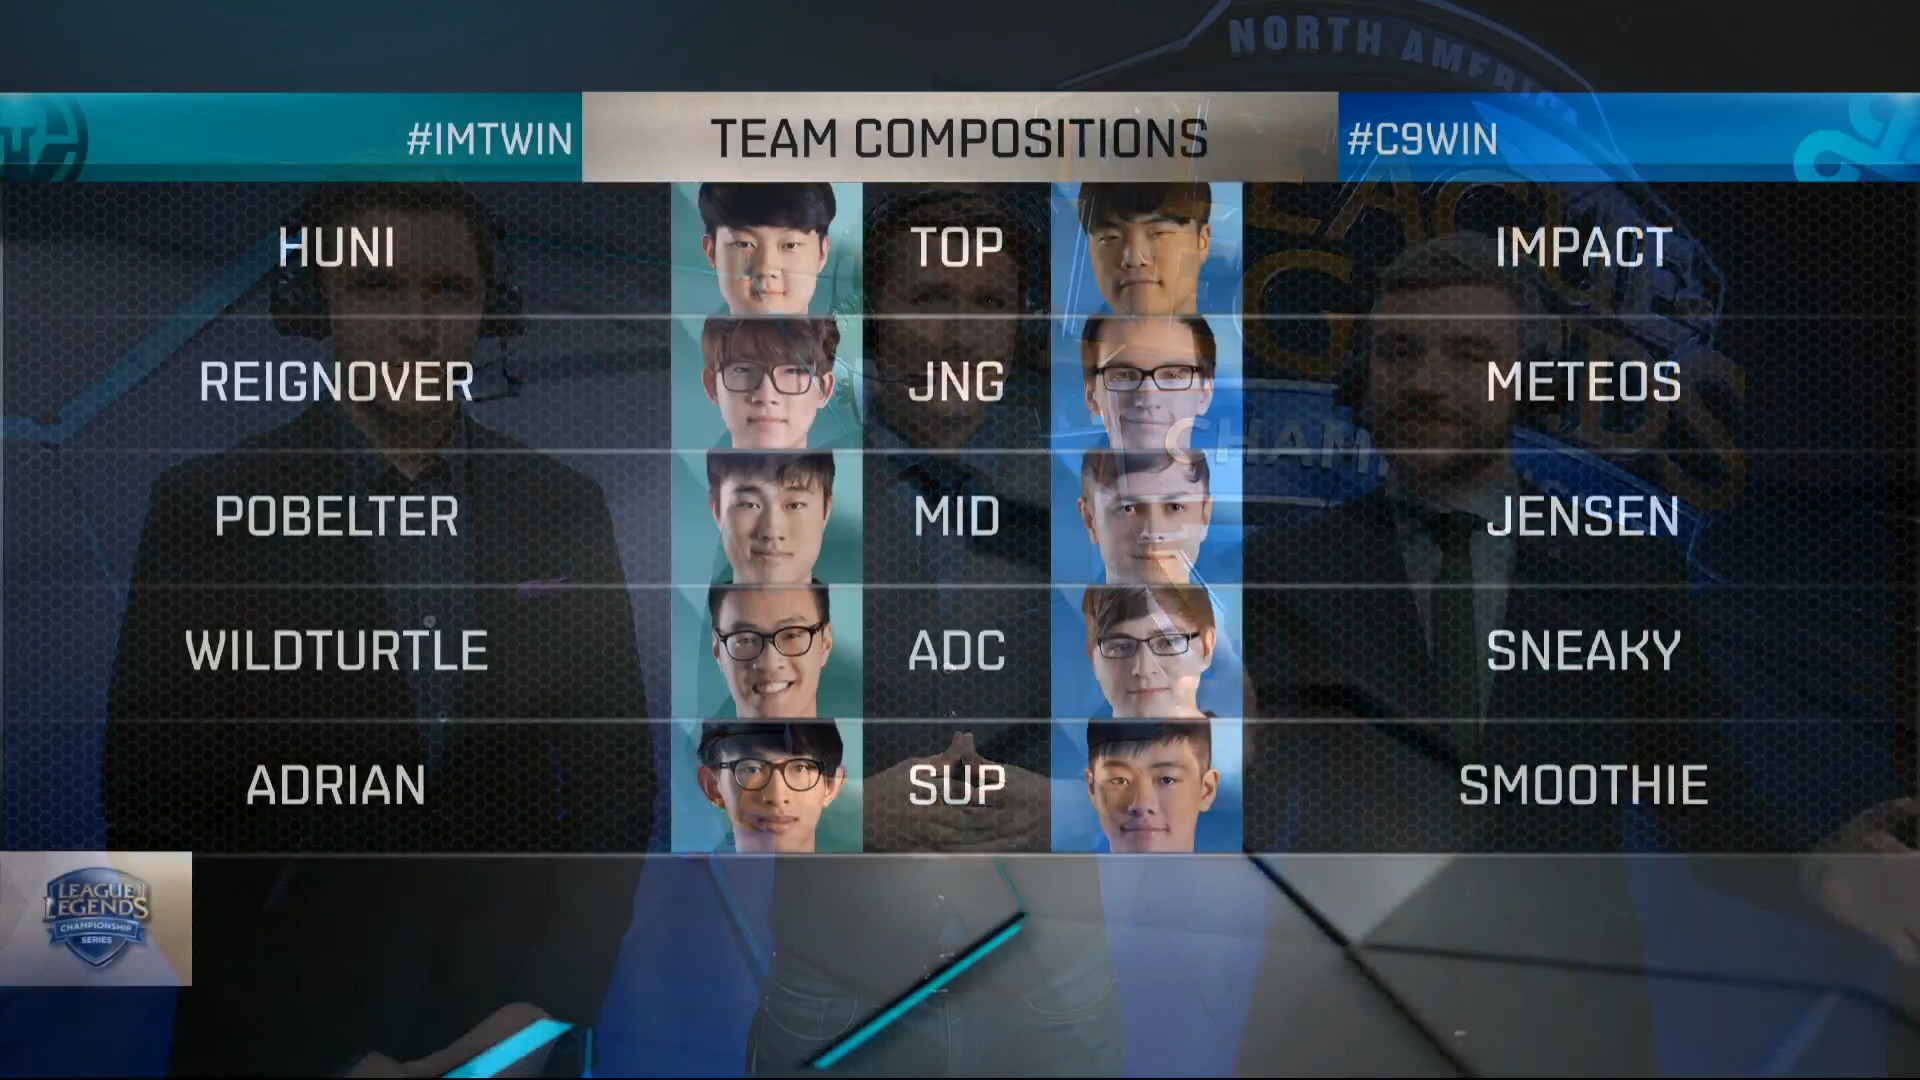 NORTH AMERICA
#IMTWIN TEAM COMPOSITIONS #C9WIN
HUNI TOP IMPACT
REIGNOVER JNG METEOS
POBELTER MID JENSEN
WILDTURTLE ADC SNEAKY
ADRIAN SUP SMOOTHIE
LEAGUE OF
LEGENDS
CHAMPIONSHIP
SERIES